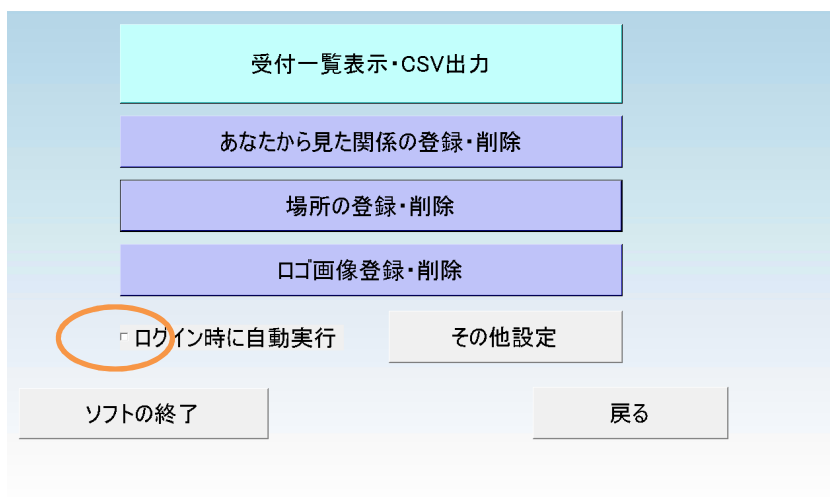 受付一覧表示・CSV出力
あなたから見た関係の登録・削除
場所の登録・削除
ロゴ画像登録・削除
ログイン時に自動実行
その他設定
ソフトの終了
戻る